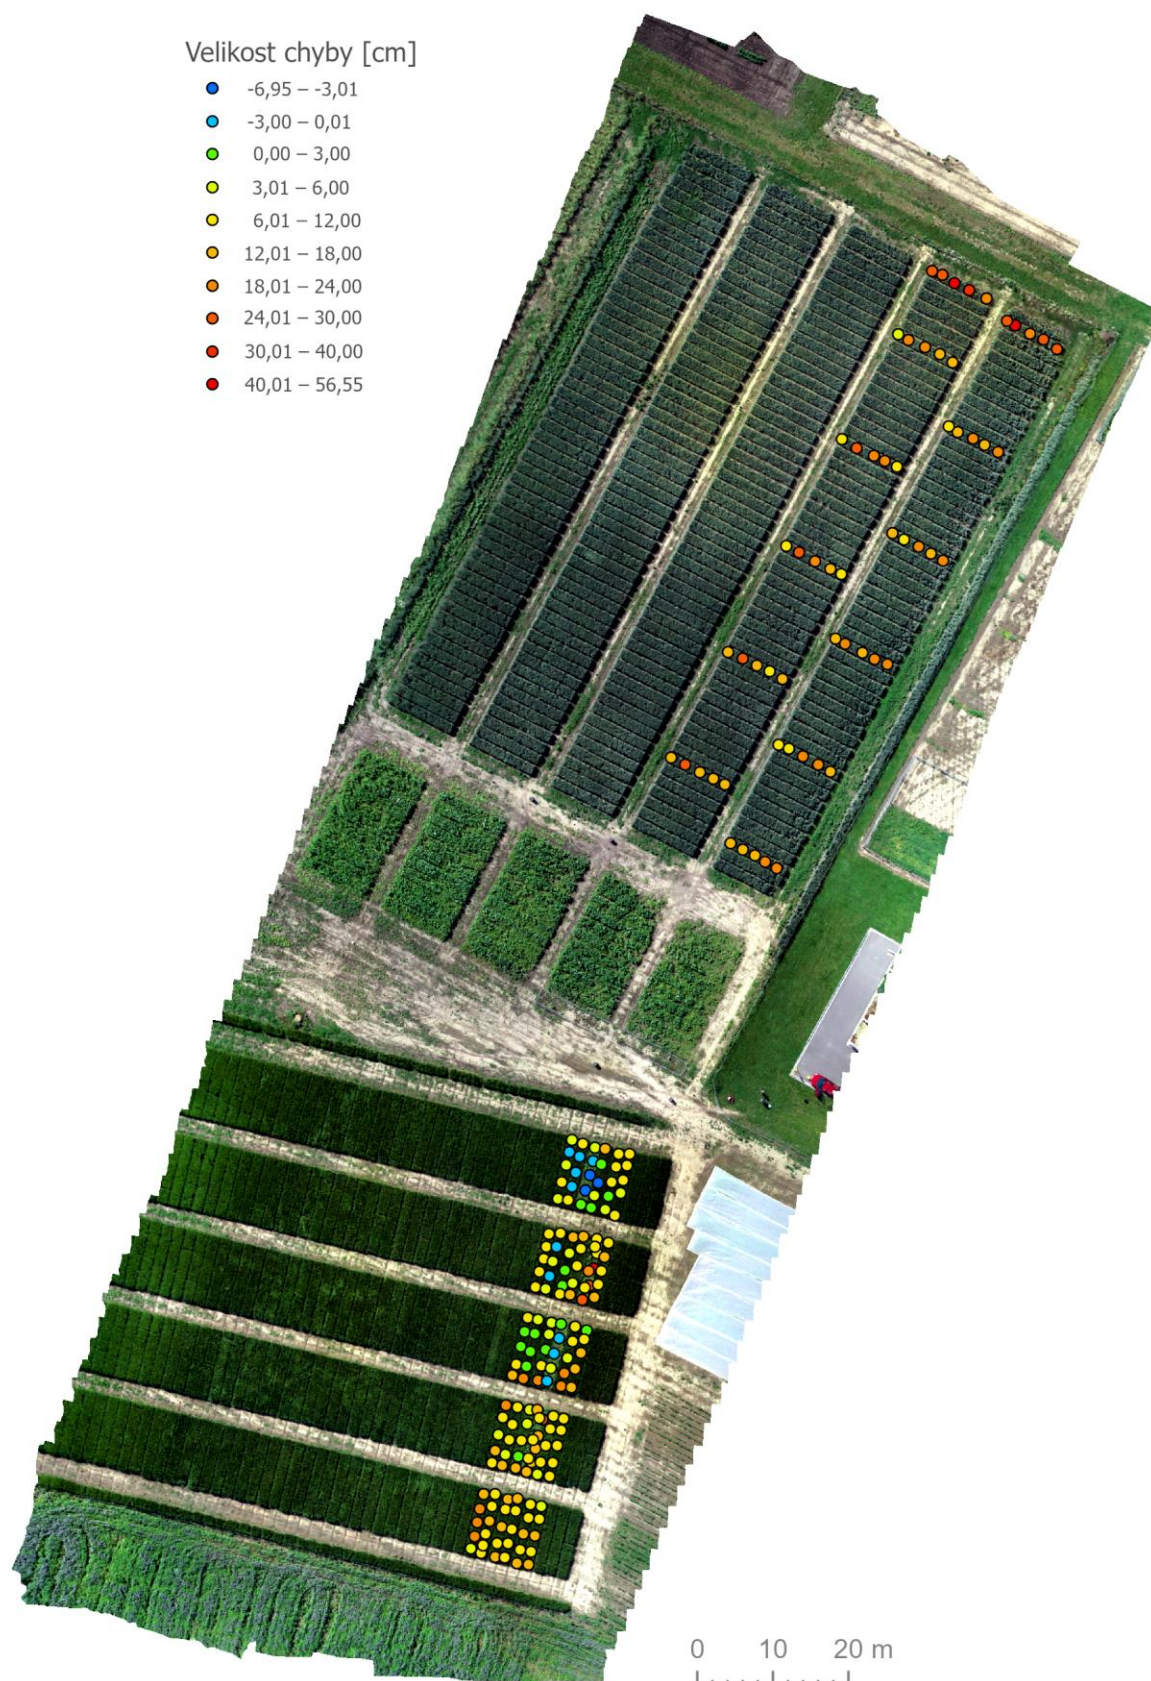 Velikost chyby [cm]
-6,95 – -3,01
-3,00 – 0,01
0,00 – 3,00
3,01 – 6,00
6,01 – 12,00
12,01 – 18,00
18,01 – 24,00
24,01 – 30,00
30,01 – 40,00
40,01 – 56,55
0 10 20 m